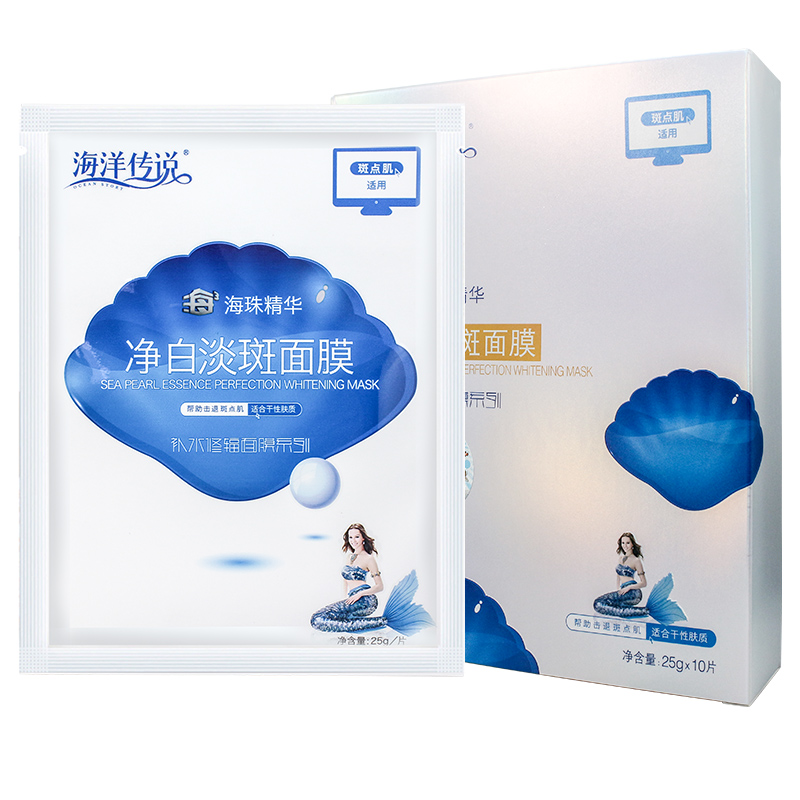 海洋传说®
OCEAN STORY
斑点肌
适用
海珠精华
净白淡斑面膜
SEA PEARL ESSENCE PERFECTION WHITENING MASK
帮助击退斑点肌 适合干性肤质
补水修辐面膜系列
净含量: 25g/片
®
斑点肌
适用
精华
斑面膜
ERFECTION WHITENING MASK
膜系列
帮助击退斑点肌 适合干性肤质
净含量: 25g×10片